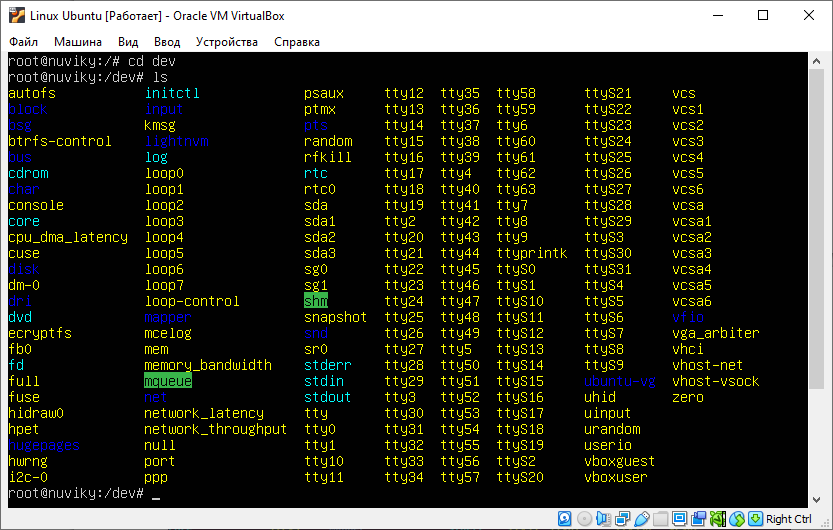 Linux Ubuntu [Работает] - Oracle VM VirtualBox
Файл Машина Вид Ввод Устройства Справка
root@nuviky:/# cd dev
root@nuviky:/dev# ls
autofs initctl psaux tty12 tty35 tty58 ttyS21 vcs
block input ptmx tty13 tty36 tty59 ttyS22 vcs1
bsg kmsg pts tty14 tty37 tty6 ttyS23 vcs2
btrfs-control lightnvm random tty15 tty38 tty60 ttyS24 vcs3
bus log rfkill tty16 tty39 tty61 ttyS25 vcs4
cdrom loop0 rtc tty17 tty4 tty62 ttyS26 vcs5
char loop1 rtc0 tty18 tty40 tty63 ttyS27 vcs6
console loop2 sda tty19 tty41 tty7 ttyS28 vcsa
core loop3 sda1 tty2 tty42 tty8 ttyS29 vcsa1
cpu_dma_latency loop4 sda2 tty20 tty43 tty9 ttyS3 vcsa2
cuse loop5 sda3 tty21 tty44 ttyprintk ttyS30 vcsa3
disk loop6 sg0 tty22 tty45 ttyS0 ttyS31 vcsa4
dm-0 loop7 sg1 tty23 tty46 ttyS1 ttyS4 vcsa5
dri loop-control shm tty24 tty47 ttyS10 ttyS5 vcsa6
dvd mapper snapshot tty25 tty48 ttyS11 ttyS6 vfio
ecryptfs mcelog snd tty26 tty49 ttyS12 ttyS7 vga_arbiter
fb0 mem sr0 tty27 tty5 ttyS13 ttyS8 vhci
fd memory_bandwidth stderr tty28 tty50 ttyS14 ttyS9 vhost-net
full mqueue stdin tty29 tty51 ttyS15 ubuntu-vg vhost-vsock
fuse net stdout tty3 tty52 ttyS16 uhid zero
hidraw0 network_latency tty tty30 tty53 ttyS17 uinput
hpet network_throughput tty0 tty31 tty54 ttyS18 urandom
hugepages null tty1 tty32 tty55 ttyS19 userio
hwrng port tty10 tty33 tty56 ttyS2 vboxguest
i2c-0 ppp tty11 tty34 tty57 ttyS20 vboxuser
root@nuviky:/dev# _
Right Ctrl